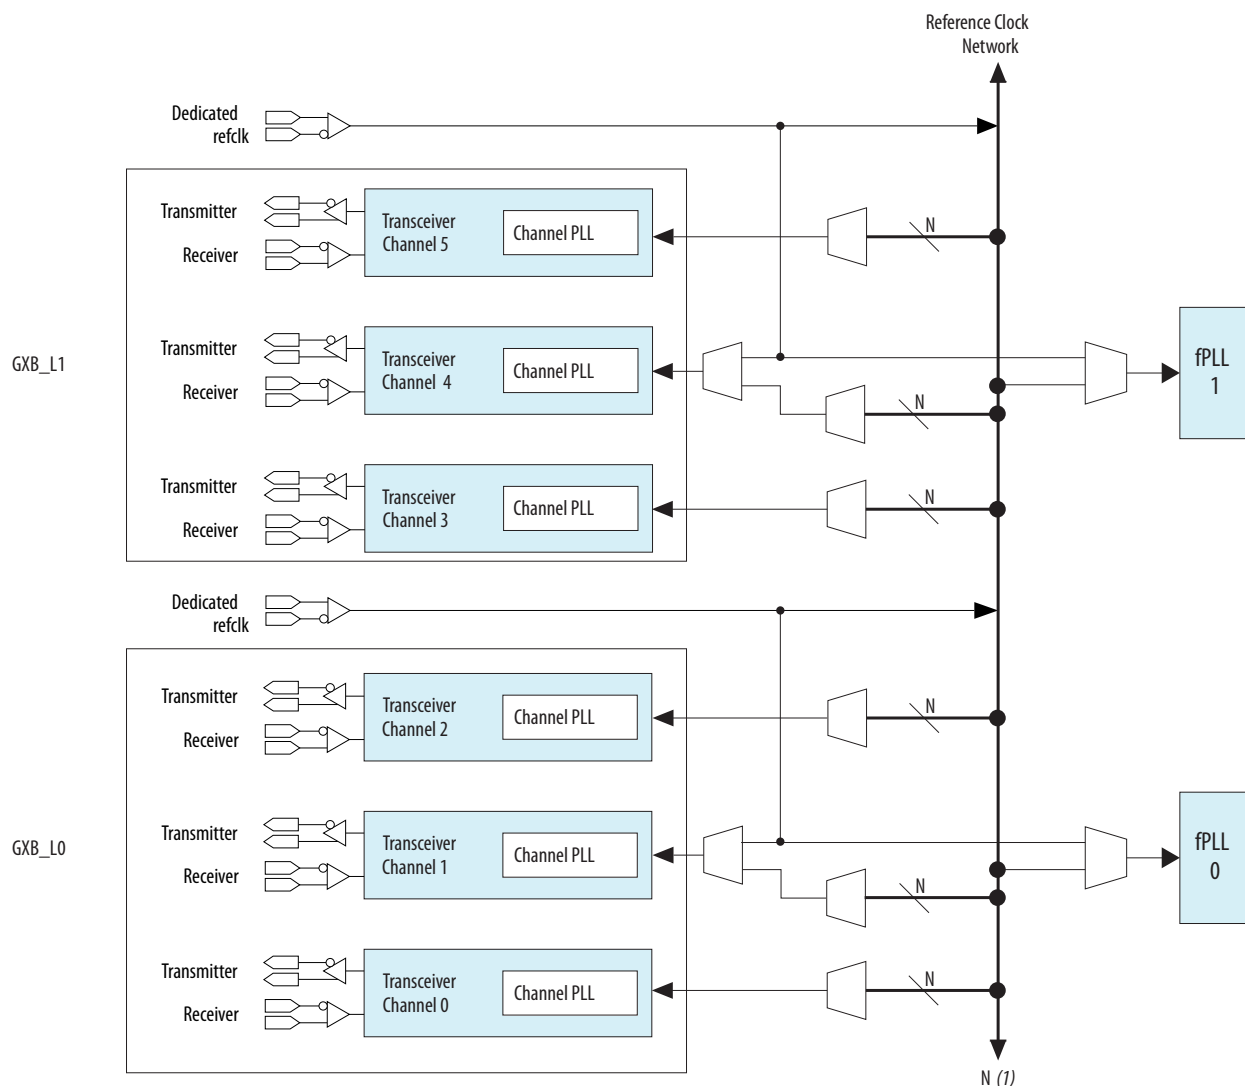 Reference Clock
Network
Dedicated
refclk
Transmitter
Receiver
Transceiver
Channel 5
Channel PLL
N
GXB_L1
Transmitter
Receiver
Transceiver
Channel 4
Channel PLL
N
fPLL
1
Transmitter
Receiver
Transceiver
Channel 3
Channel PLL
N
Dedicated
refclk
Transmitter
Receiver
Transceiver
Channel 2
Channel PLL
N
GXB_L0
Transmitter
Receiver
Transceiver
Channel 1
Channel PLL
N
fPLL
0
Transmitter
Receiver
Transceiver
Channel 0
Channel PLL
N
N (1)